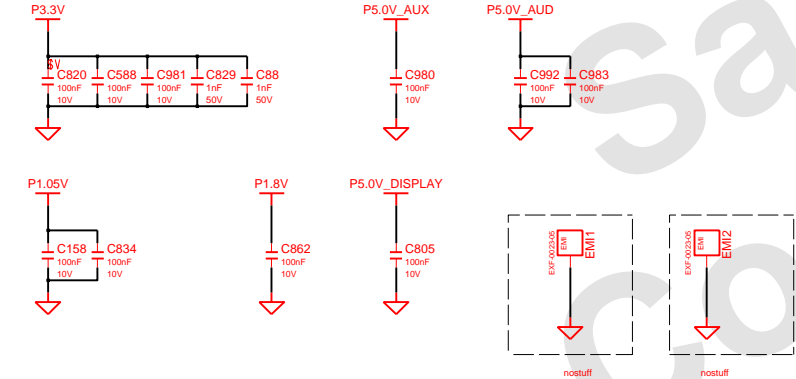 P3.3V
P5.0V_AUX
P5.0V_AUD
C820
100nF
10V
C588
100nF
10V
C981
100nF
10V
C829
1nF
50V
C88
1nF
50V
C980
100nF
10V
C992
100nF
10V
C983
100nF
10V
P1.05V
P1.8V
P5.0V_DISPLAY
C158
100nF
10V
C834
100nF
10V
C862
100nF
10V
C805
100nF
10V
EXF-0023-05
EMI
EMI1
EXF-0023-05
EMI
EMI2
nostuff
nostuff
Sa
Co